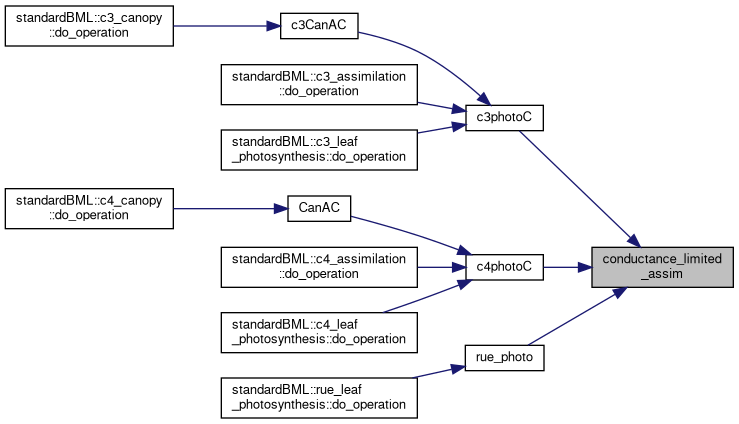 standardBML::c3_canopy
::do_operation
c3CanAC
standardBML::c3_assimilation
::do_operation
c3photoC
standardBML::c3_leaf
_photosynthesis::do_operation
standardBML::c4_canopy
::do_operation
CanAC
standardBML::c4_assimilation
::do_operation
c4photoC
conductance_limited
_assim
standardBML::c4_leaf
_photosynthesis::do_operation
rue_photo
standardBML::rue_leaf
_photosynthesis::do_operation